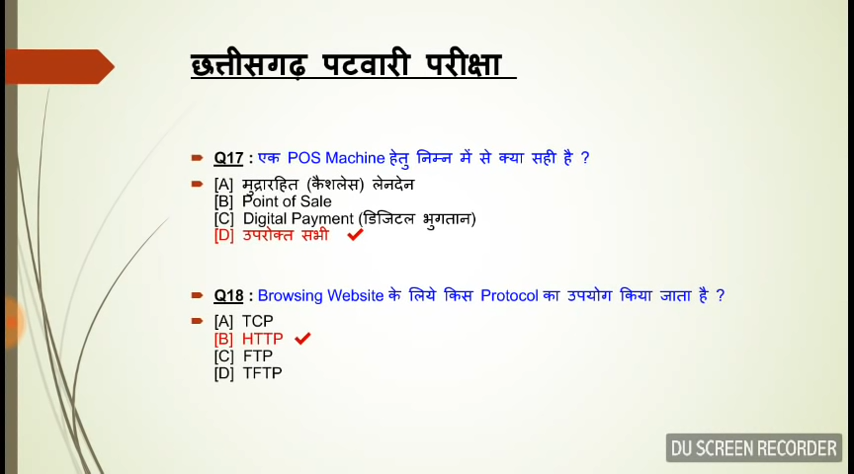 छत्तीसगढ़ पटवारी परीक्षा
Q17 : एक POS Machine हेतु निम्न में से क्या सही है ?
[A] मुद्रारहित (कैशलेस) लेनदेन
[B] Point of Sale
[C] Digital Payment (डिजिटल भुगतान)
[D] उपरोक्त सभी
Q18 : Browsing Website के लिये किस Protocol का उपयोग किया जाता है ?
[A] TCP
[B] HTTP
[C] FTP
[D] TFTP
DU SCREEN RECORDER